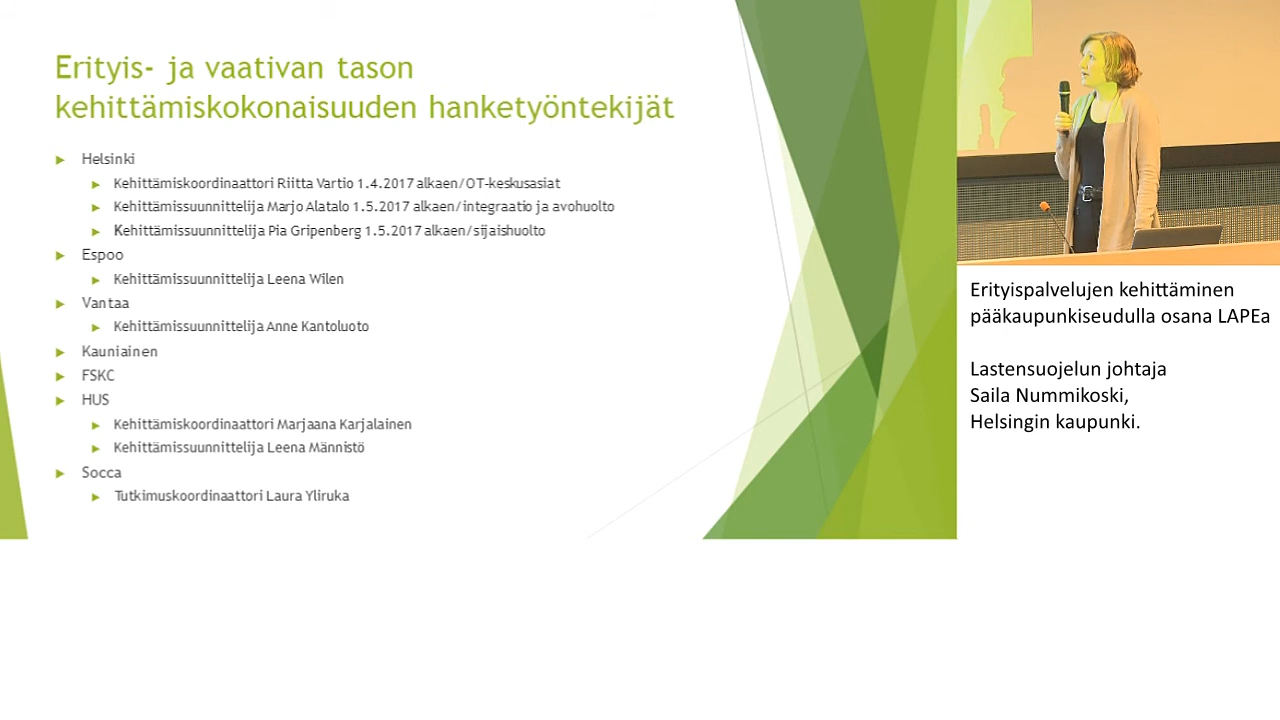 Erityis- ja vaativan tason
kehittämiskokonaisuuden hanketyöntekijät
Helsinki
Kehittämiskoordinaattori Riitta Vartio 1.4.2017 alkaen/OT-keskusasiat
Kehittämissuunnittelija Marjo Alatalo 1.5.2017 alkaen/integraatio ja avohuolto
Kehittämissuunnittelija Pia Gripenberg 1.5.2017 alkaen/sijaishuolto
Espoo
Kehittämissuunnittelija Leena Wilen
Vantaa
Kehittämissuunnittelija Anne Kantoluoto
Kauniainen
FSKC
HUS
Kehittämiskoordinaattori Marjaana Karjalainen
Kehittämissuunnittelija Leena Männistö
Socca
Tutkimuskoordinaattori Laura Yliruka
Erityispalvelujen kehittäminen
pääkaupunkiseudulla osana LAPEa
Lastensuojelun johtaja
Saila Nummikoski,
Helsingin kaupunki.